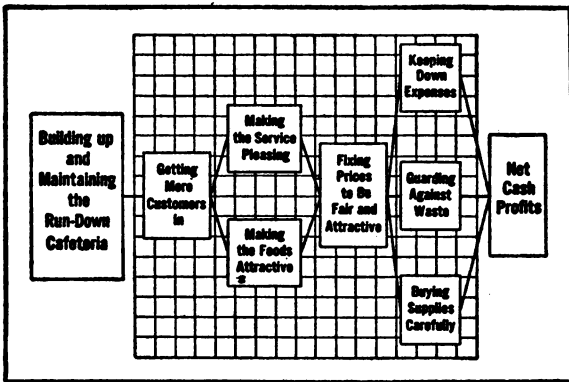 Building up
and
Maintaining
the
Run-Down
Cafeteria
Getting
More
Customers
In
Making
the Service
Pleasing
Making
the Foods
Attractive
Fixing
Prices
to Be
Fair and
Attractive
Keeping
Down
Expenses
Guarding
Against
Waste
Buying
Supplies
Carefully
Net
Cash
Profits